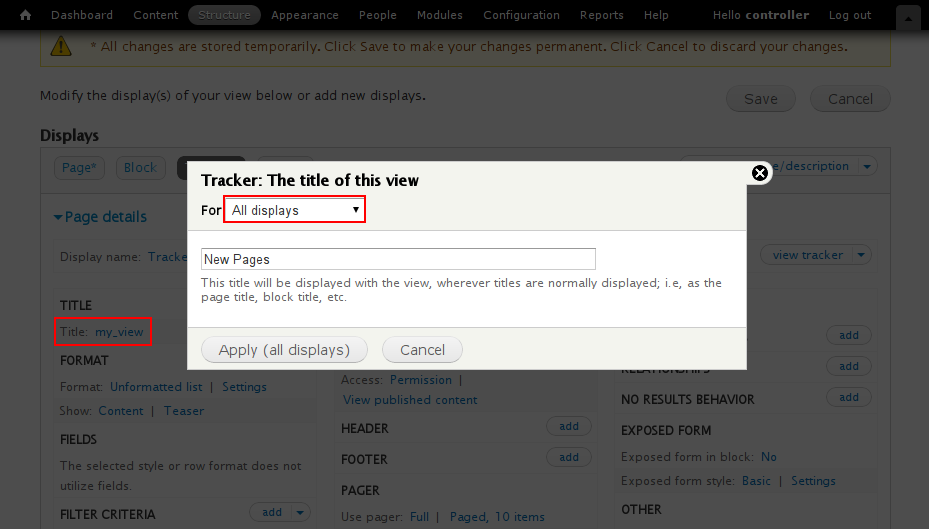 Dashboard Content Structure Appearance People Modules Configuration Reports Help Hello controller Log out
* All changes are stored temporarily. Click Save to make your changes permanent. Click Cancel to discard your changes.
Modify the display(s) of your view below or add new displays.
Save Cancel
Displays
Page* Block e/description
Tracker: The title of this view
For All displays
Page details
Display name: Tracke
view tracker
New Pages
This title will be displayed with the view, wherever titles are normally displayed; i.e, as the
page title, block title, etc.
Apply (all displays) Cancel
TITLE
Title: my_view
FORMAT
Format: Unformatted list | Settings
Show: Content | Teaser
FIELDS
The selected style or row format does not
utilize fields.
FILTER CRITERIA add
Access: Permission |
View published content
HEADER add
FOOTER add
PAGER
Use pager: Full | Paged, 10 items
add
RELATIONSHIPS add
NO RESULTS BEHAVIOR add
EXPOSED FORM
Exposed form in block: No
Exposed form style: Basic | Settings
OTHER